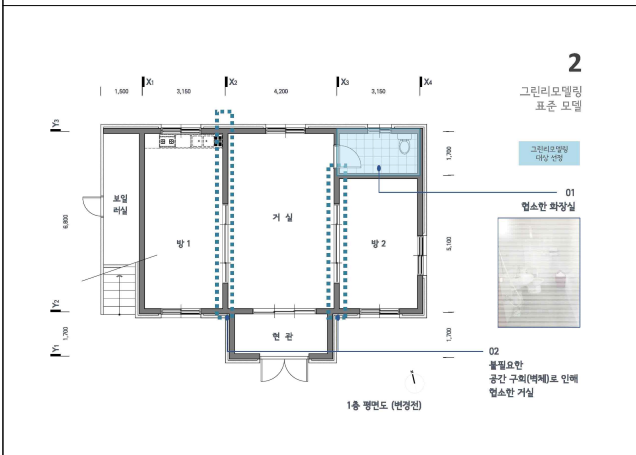 2
그린리모델링
표준 모델
그린리모델링
대상 선정
X1
X2
X3
X4
1,500
3,150
4,200
3,150
Y3
6,800
Y2
1,700
Y1
1,700
5,100
1,700
보일
러실
방 1
거 실
방 2
현 관
01
협소한 화장실
02
불필요한
공간 구획(벽체)로 인해
협소한 거실
1층 평면도 (변경전)